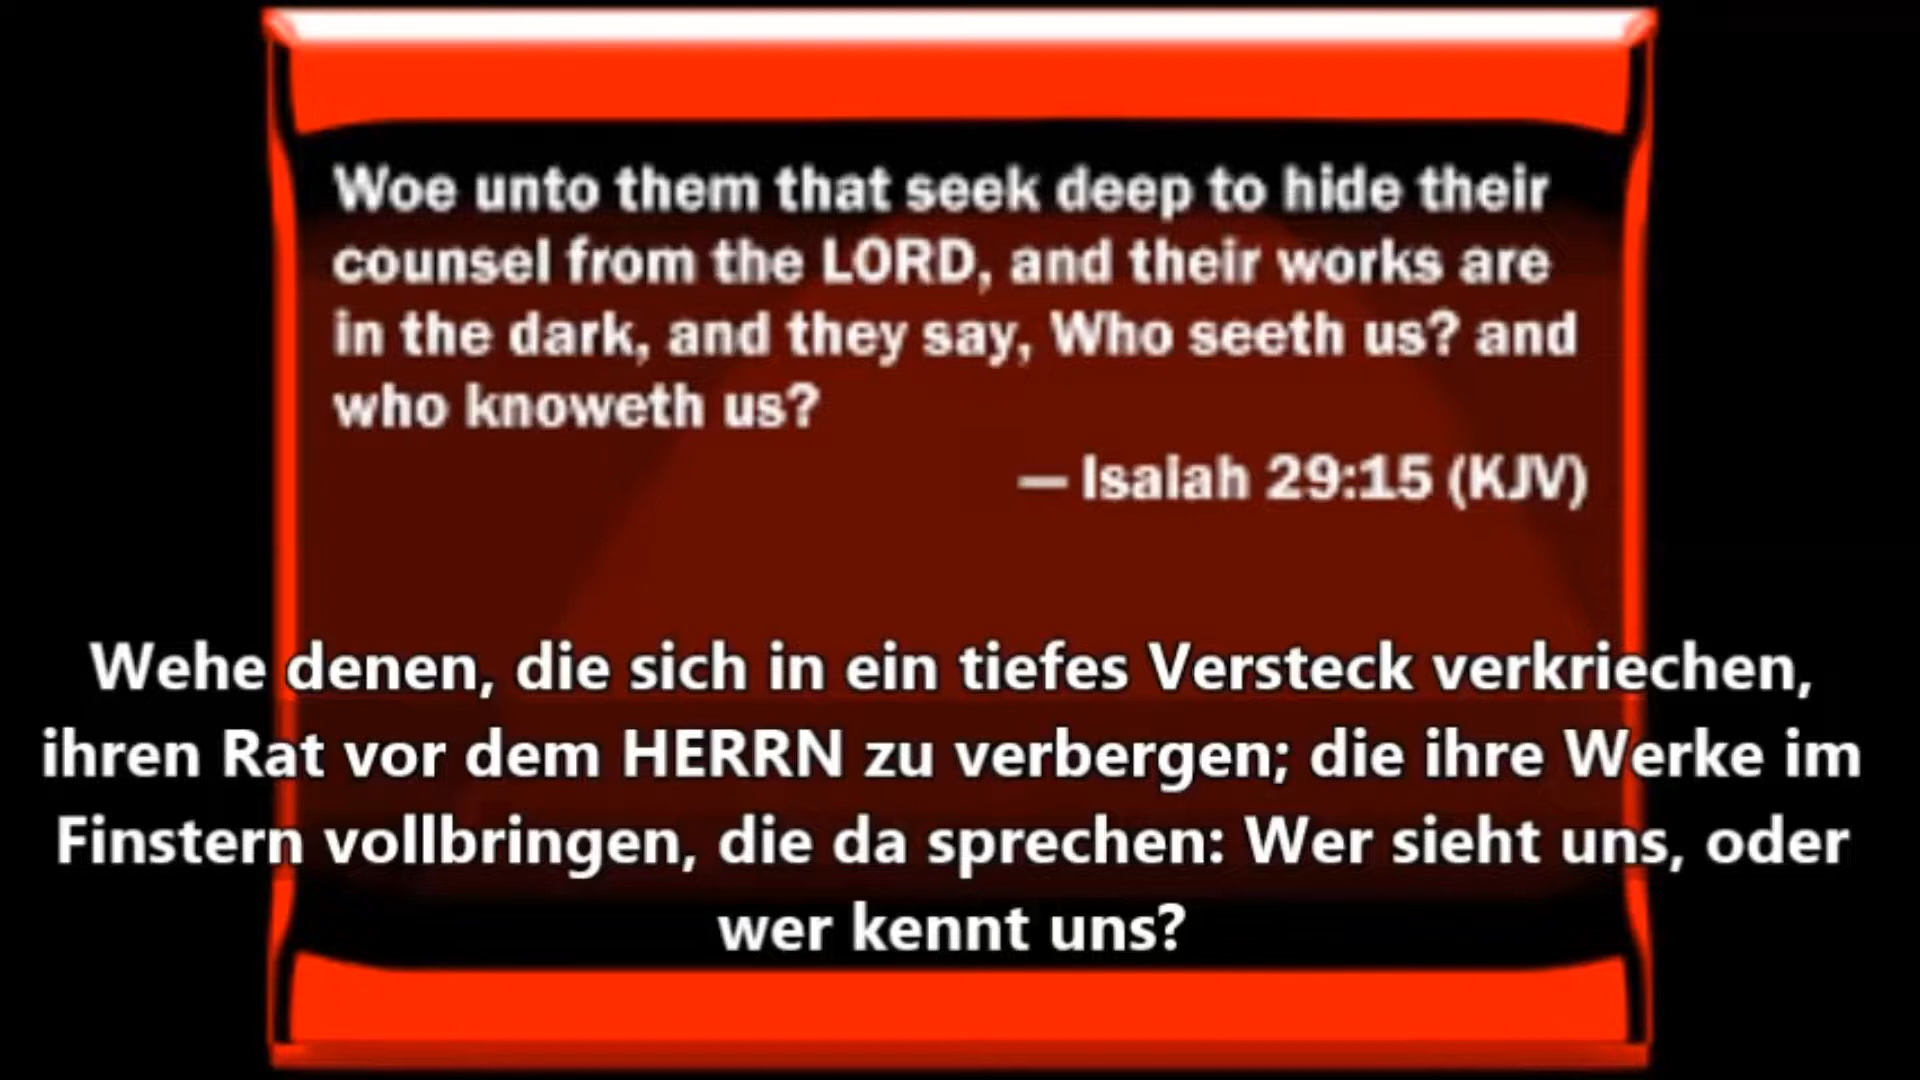 Woe unto them that seek deep to hide their
counsel from the LORD, and their works are
in the dark, and they say, Who seeth us? and
who knoweth us?
— Isaiah 29:15 (KJV)
Wehe denen, die sich in ein tiefes Versteck verkriechen,
ihren Rat vor dem HERRN zu verbergen; die ihre Werke im
Finstern vollbringen, die da sprechen: Wer sieht uns, oder
wer kennt uns?